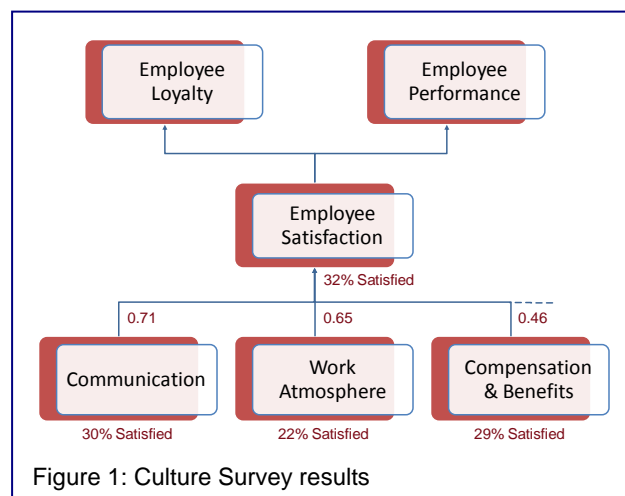 Employee
Loyalty
Employee
Performance
Employee
Satisfaction
32% Satisfied
0.71
0.65
0.46
Communication
Work
Atmosphere
Compensation
& Benefits
30% Satisfied
22% Satisfied
29% Satisfied
Figure 1: Culture Survey results